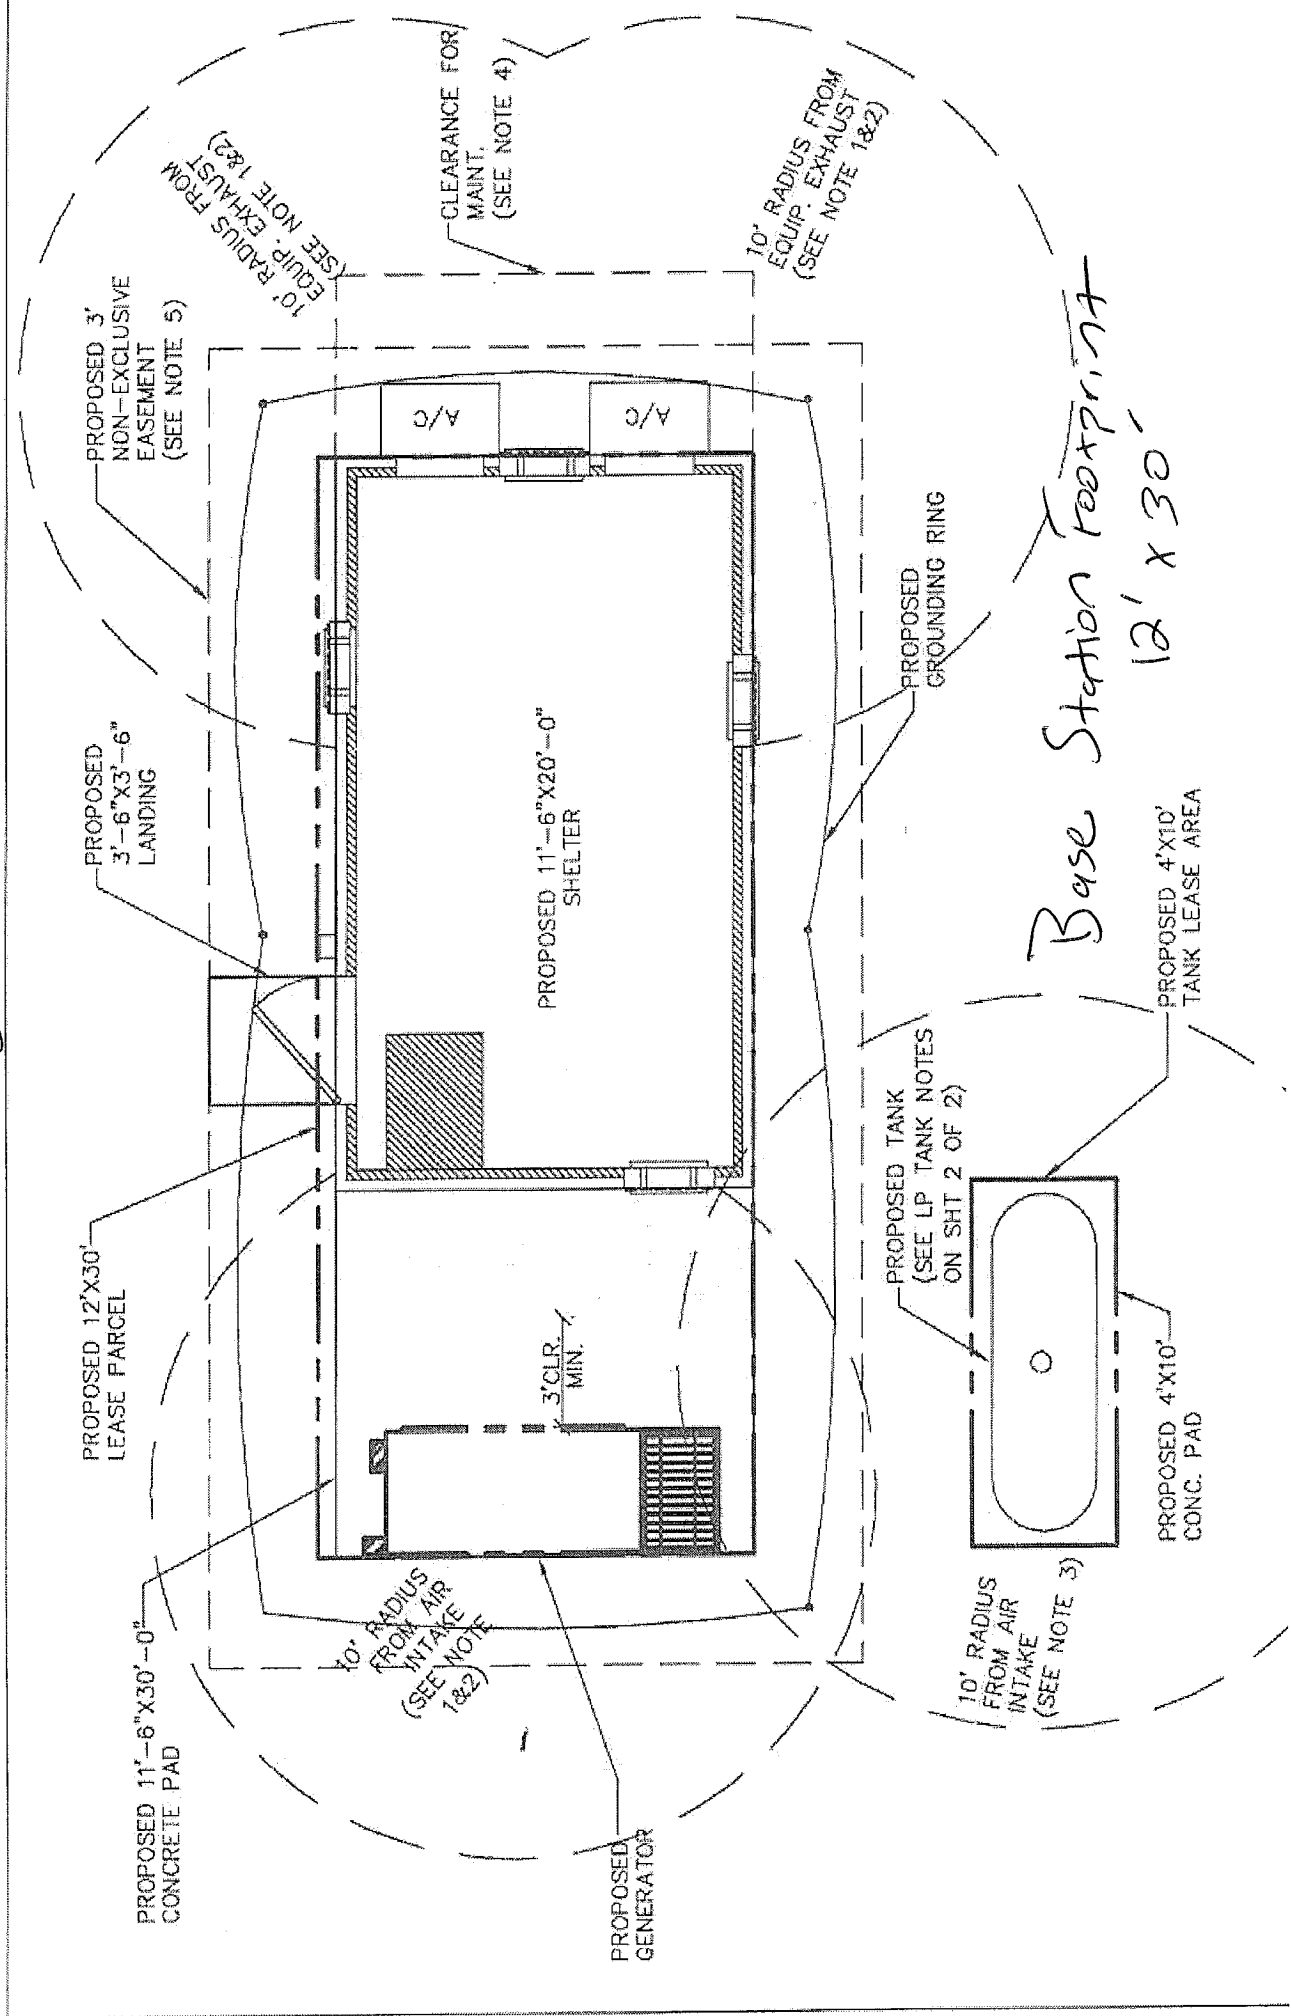 PROPOSED 11'-6"X30'-0"
CONCRETE PAD
PROPOSED 12'X30'
LEASE PARCEL
PROPOSED
3'-6"X3'-6"
LANDING
PROPOSED 3'
NON-EXCLUSIVE
EASEMENT
(SEE NOTE 5)
10' RADIUS FROM
EQUIP. EXHAUST
(SEE NOTE 1&2)
CLEARANCE FOR
MAINT.
(SEE NOTE 4)
10' RADIUS FROM
EQUIP. EXHAUST
(SEE NOTE 1&2)
A/C
A/C
PROPOSED 11'-6"X20'-0"
SHELTER
3'CLR.
MIN.
10' RADIUS
FROM AIR
INTAKE
(SEE NOTE
1&2)
PROPOSED
GENERATOR
PROPOSED
GROUNDING RING
PROPOSED TANK
(SEE LP TANK NOTES
ON SHT 2 OF 2)
10' RADIUS
FROM AIR
INTAKE
(SEE NOTE 3)
PROPOSED 4'X10'
CONC. PAD
PROPOSED 4'X10'
TANK LEASE AREA
Base Station Footprint
12' x 30'